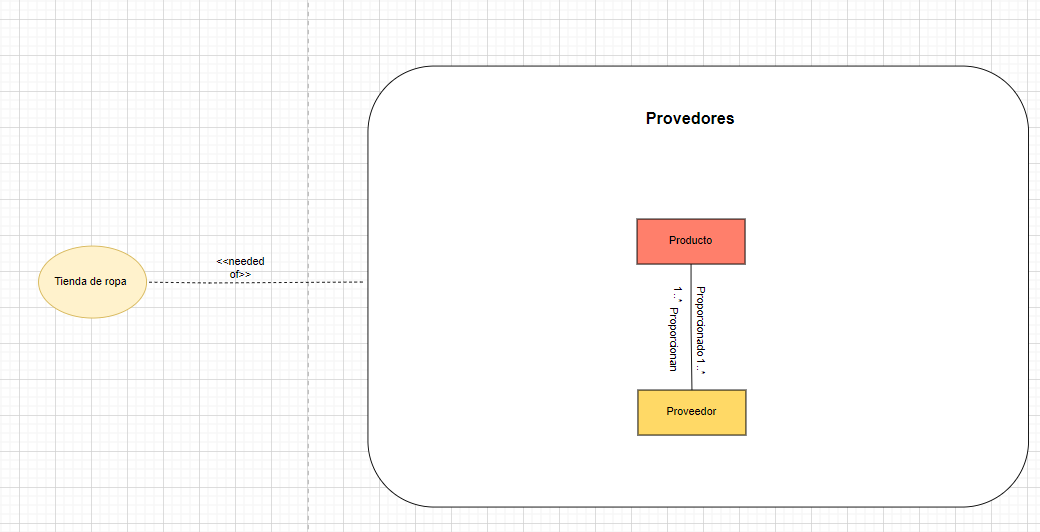 Provedores
Producto
<<needed
of>>
Tienda de ropa
1..* Proporcionan
Proporcionado 1..*
Proveedor